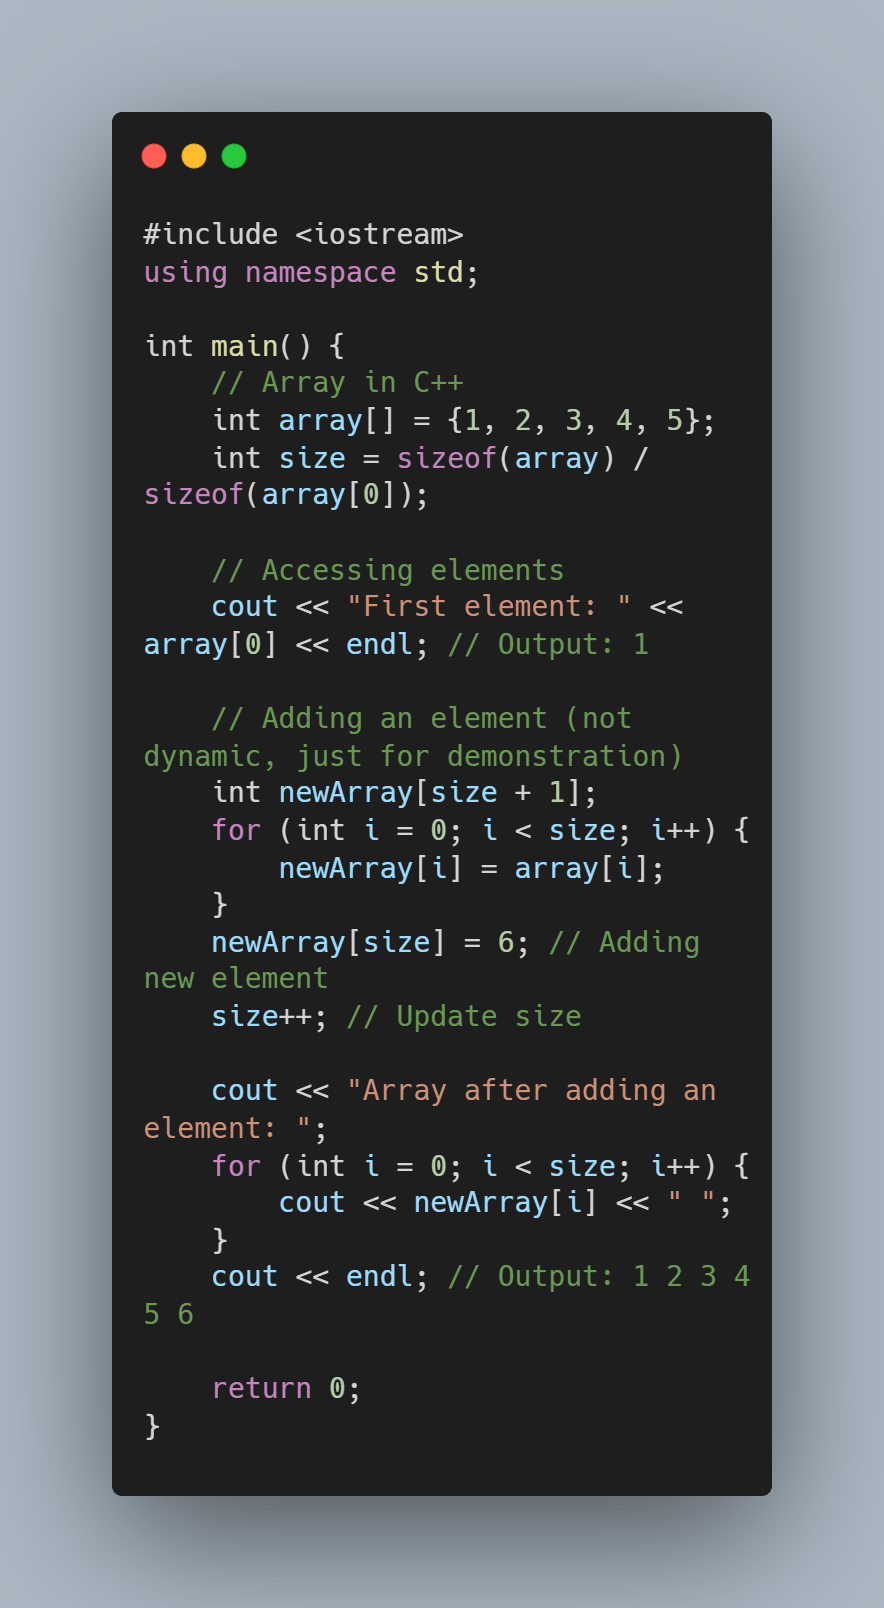 #include <iostream>
using namespace std;

int main() {
    // Array in C++
    int array[] = {1, 2, 3, 4, 5};
    int size = sizeof(array) /
sizeof(array[0]);

    // Accessing elements
    cout << "First element: " <<
array[0] << endl; // Output: 1

    // Adding an element (not
dynamic, just for demonstration)
    int newArray[size + 1];
    for (int i = 0; i < size; i++) {
        newArray[i] = array[i];
    }
    newArray[size] = 6; // Adding
new element
    size++; // Update size

    cout << "Array after adding an
element: ";
    for (int i = 0; i < size; i++) {
        cout << newArray[i] << " ";
    }
    cout << endl; // Output: 1 2 3 4
5 6

    return 0;
}